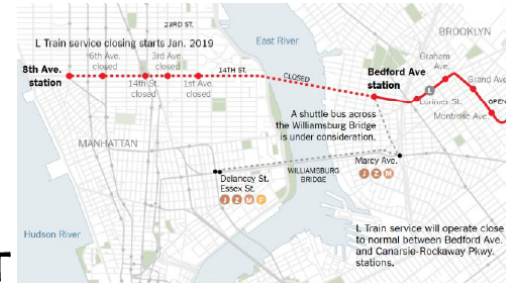 23RD ST.
BROOKLYN
L Train service closing starts Jan. 2019
East River
6th Ave.
closed
3rd Ave.
closed
14TH ST.
CLOSED
8th Ave.
station
14th St.
closed
1st Ave.
closed
Bedford Ave
station
Graham
Ave.
Grand Ave
L
Lorimer St.
OPEN
Montrose Ave.
A shuttle bus across
the Williamsburg Bridge
is under consideration.
MANHATTAN
Marcy Ave.
J Z M
Delancey St.
Essex St.
J Z M F
WILLIAMSBURG
BRIDGE
Hudson River
L Train service will operate close
to normal between Bedford Ave.
and Canarsie-Rockaway Pkwy.
stations.